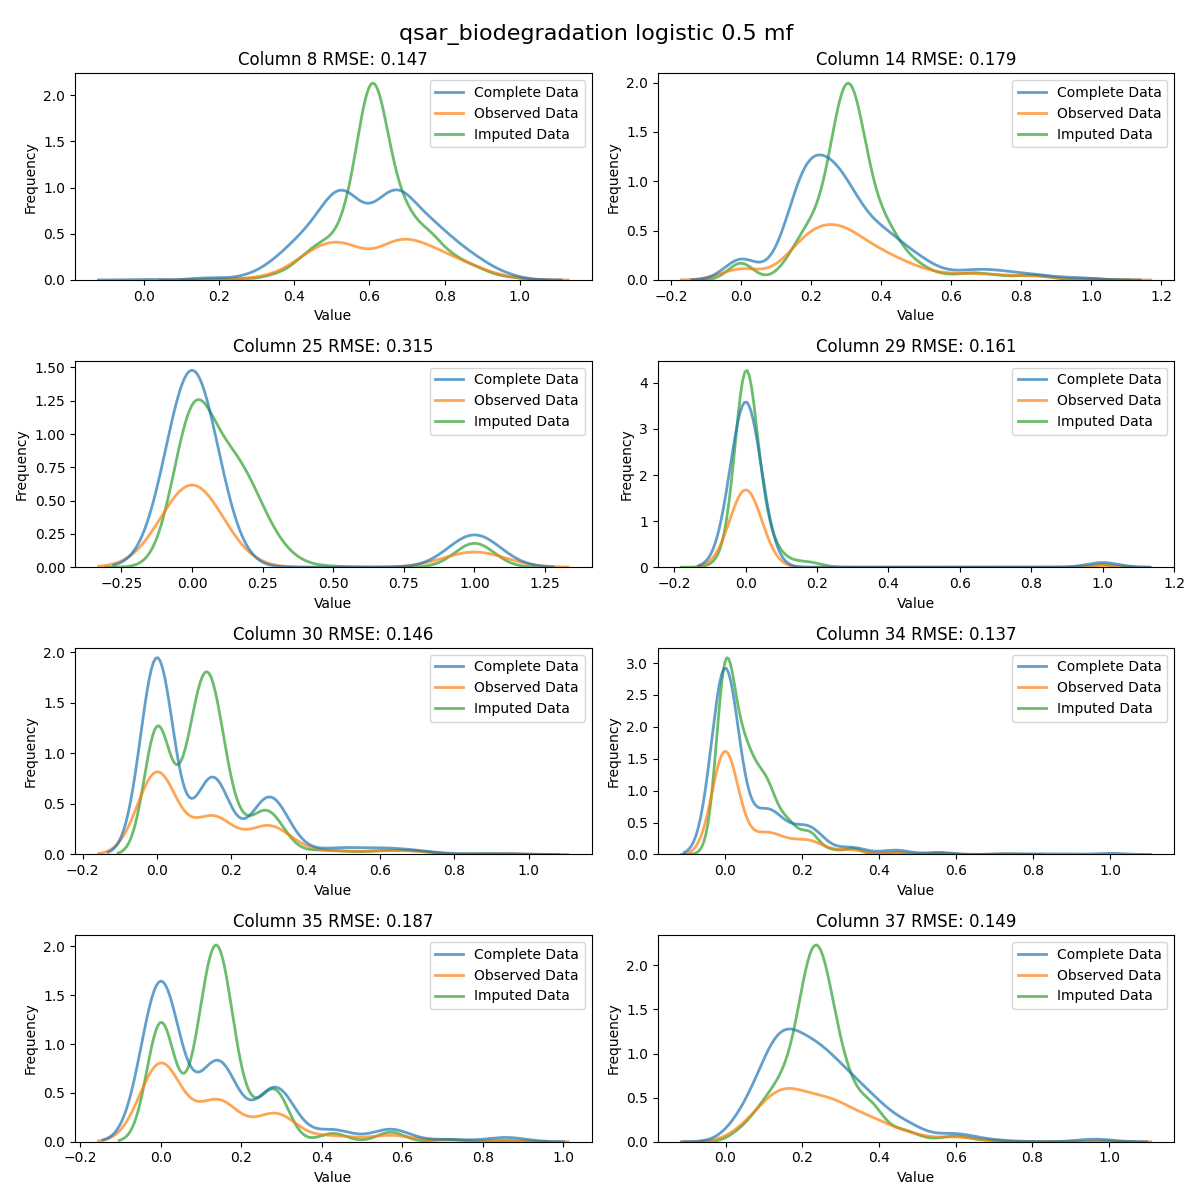 qsar_biodegradation logistic 0.5 mf
Column 8 RMSE: 0.147
Frequency
2.0
1.5
1.0
0.5
0.0
0.0 0.2 0.4 0.6 0.8 1.0
Value
Complete Data
Observed Data
Imputed Data
Column 14 RMSE: 0.179
Frequency
2.0
1.5
1.0
0.5
0.0
−0.2 0.0 0.2 0.4 0.6 0.8 1.0 1.2
Value
Complete Data
Observed Data
Imputed Data
Column 25 RMSE: 0.315
Frequency
1.50
1.25
1.00
0.75
0.50
0.25
0.00
−0.25 0.00 0.25 0.50 0.75 1.00 1.25
Value
Complete Data
Observed Data
Imputed Data
Column 29 RMSE: 0.161
Frequency
4
3
2
1
0
−0.2 0.0 0.2 0.4 0.6 0.8 1.0 1.2
Value
Complete Data
Observed Data
Imputed Data
Column 30 RMSE: 0.146
Frequency
2.0
1.5
1.0
0.5
0.0
−0.2 0.0 0.2 0.4 0.6 0.8 1.0
Value
Complete Data
Observed Data
Imputed Data
Column 34 RMSE: 0.137
Frequency
3.0
2.5
2.0
1.5
1.0
0.5
0.0
0.0 0.2 0.4 0.6 0.8 1.0
Value
Complete Data
Observed Data
Imputed Data
Column 35 RMSE: 0.187
Frequency
2.0
1.5
1.0
0.5
0.0
−0.2 0.0 0.2 0.4 0.6 0.8 1.0
Value
Complete Data
Observed Data
Imputed Data
Column 37 RMSE: 0.149
Frequency
2.0
1.5
1.0
0.5
0.0
0.0 0.2 0.4 0.6 0.8 1.0
Value
Complete Data
Observed Data
Imputed Data